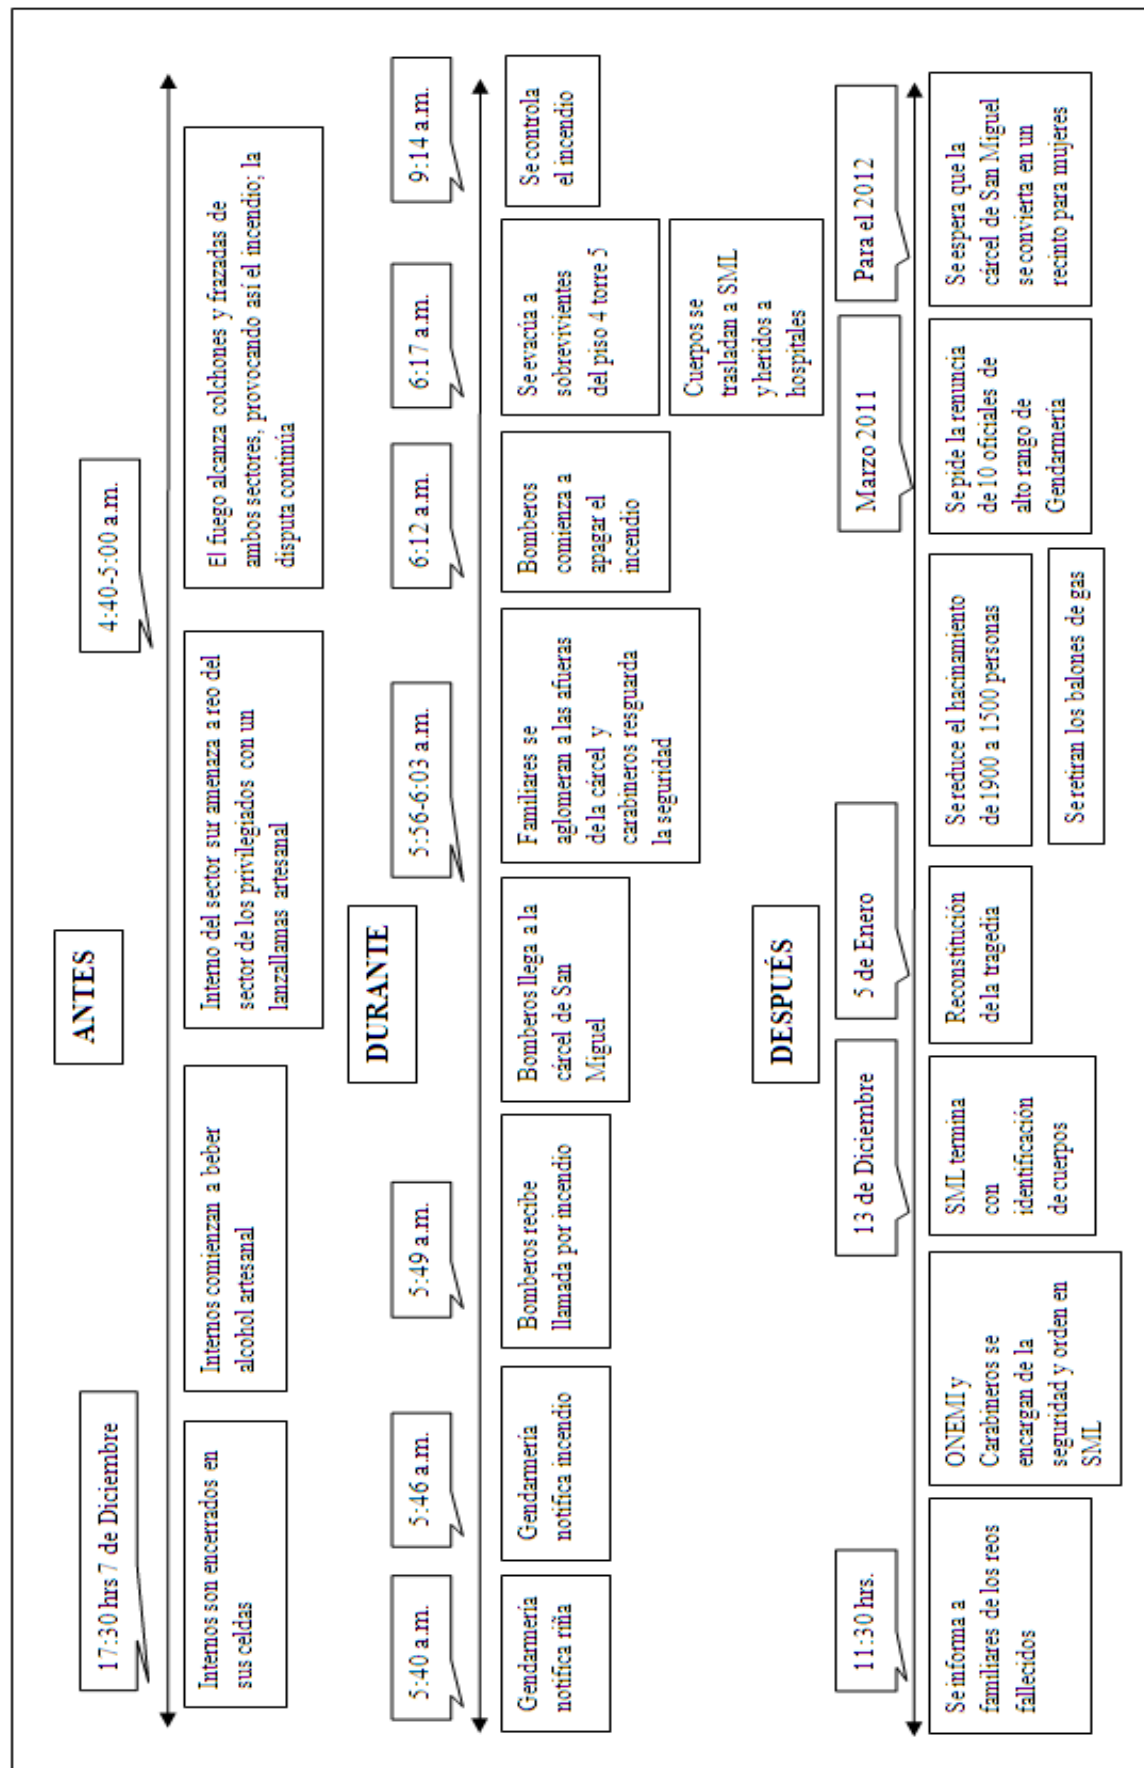 ANTES
17:30 hrs 7 de Diciembre
4:40-5:00 a.m.
Internos son encerrados en
sus celdas
Internos comienzan a beber
alcohol artesanal
Interno del sector sur amenaza a reo del
sector de los privilegiados con un
lanzallamas artesanal
El fuego alcanza colchones y frazadas de
ambos sectores, provocando así el incendio; la
disputa continúa
DURANTE
5:40 a.m.
5:46 a.m.
5:49 a.m.
5:56-6:03 a.m.
6:12 a.m.
6:17 a.m.
9:14 a.m.
Gendarmería
notifica riña
Gendarmería
notifica incendio
Bomberos recibe
llamada por incendio
Bomberos llega a la
cárcel de San
Miguel
Familiares se
aglomeran a las afueras
de la cárcel y
carabineros resguarda
la seguridad
Bomberos
comienza a
apagar el
incendio
Se evacúa a
sobrevivientes
del piso 4 torre 5
Cuerpos se
trasladan a SML
y heridos a
hospitales
Se controla
el incendio
DESPUÉS
11:30 hrs.
13 de Diciembre
5 de Enero
Marzo 2011
Para el 2012
Se informa a
familiares de los reos
fallecidos
ONEMI y
Carabineros se
encargan de la
seguridad y orden en
SML
SML termina
con
identificación
de cuerpos
Reconstitución
de la tragedia
Se reduce el hacinamiento
de 1900 a 1500 personas
Se retiran los balones de gas
Se pide la renuncia
de 10 oficiales de
alto rango de
Gendarmería
Se espera que la
cárcel de San Miguel
se convierta en un
recinto para mujeres